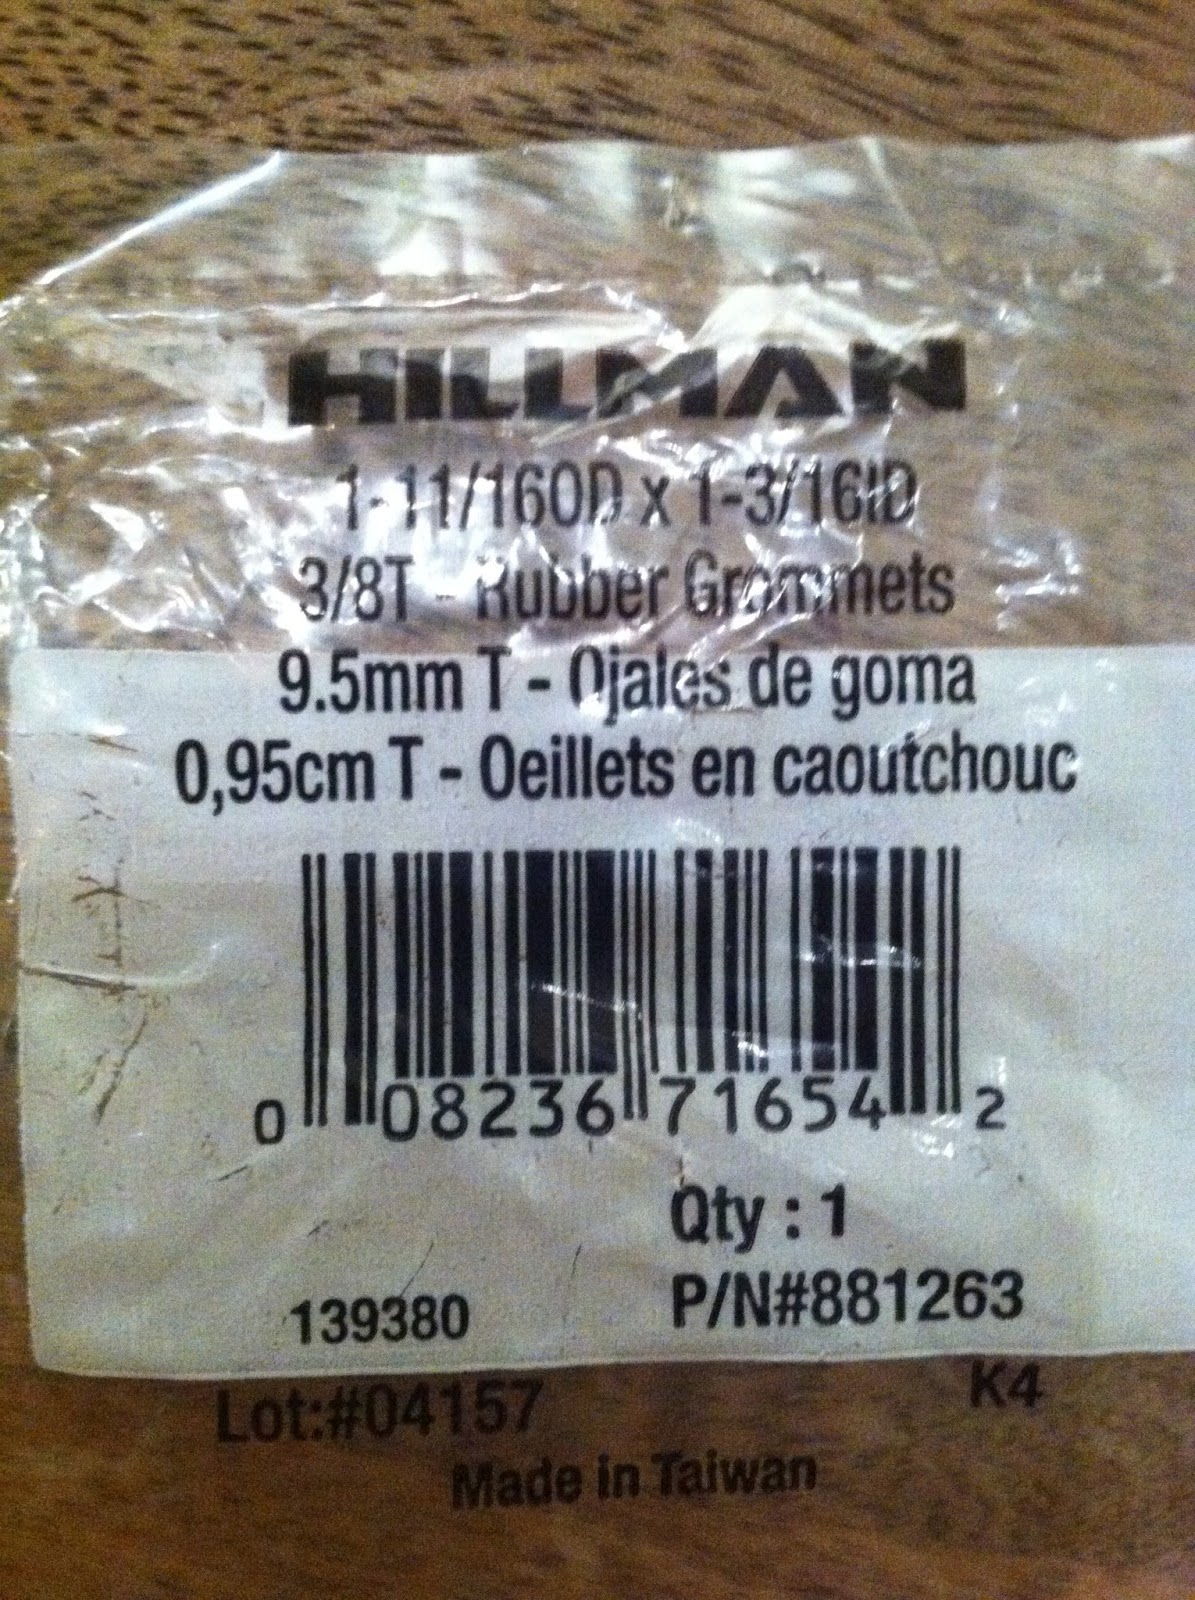 HILLMAN
1-11/16OD x 1-3/16ID
3/8T - Rubber Grommets
9.5mm T - Ojales de goma
0,95cm T - Oeillets en caoutchouc
0 08236 71654 2
Qty : 1
139380 P/N#881263
Lot:#04157 K4
Made in Taiwan